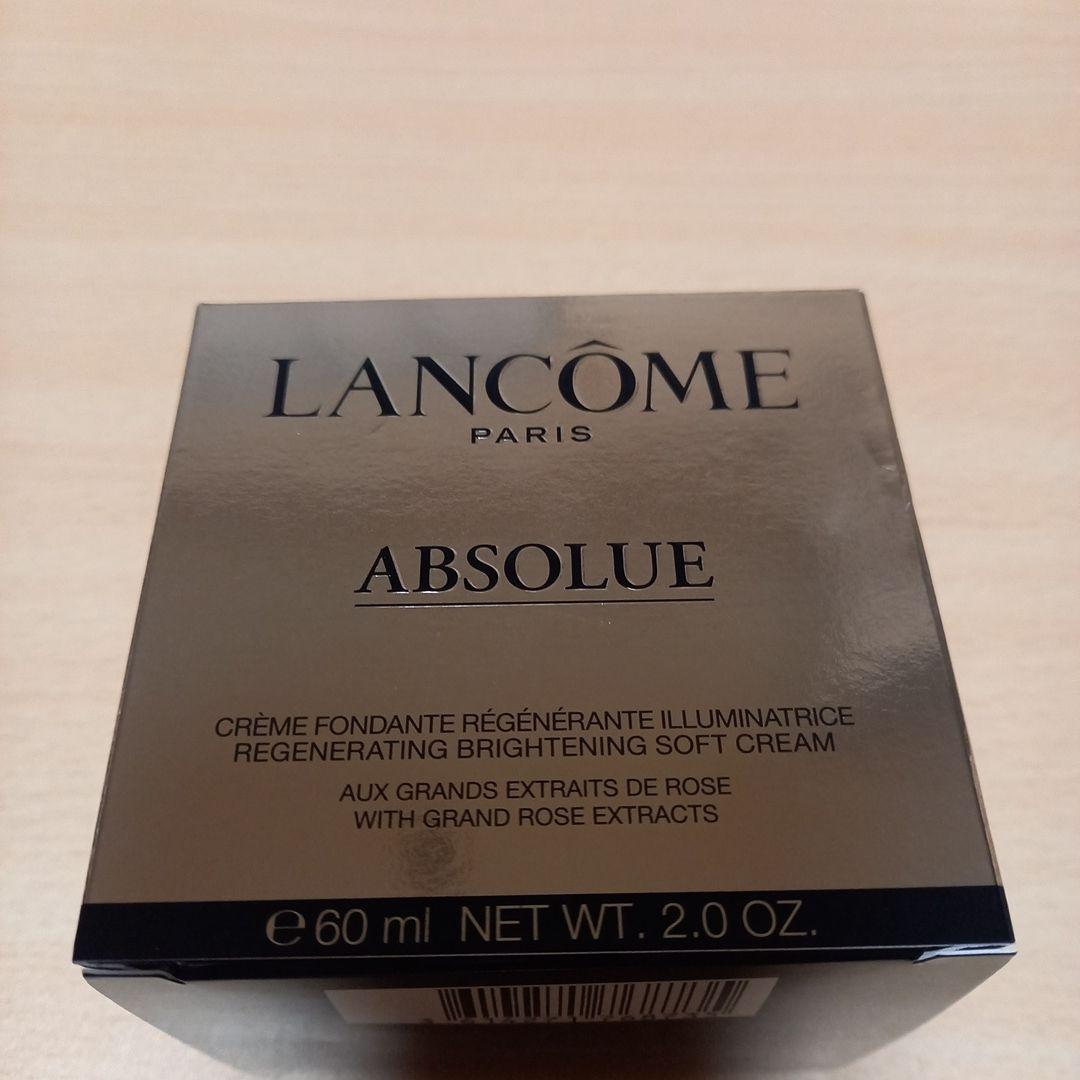 LANCÔME
PARIS
ABSOLUE
CRÈME FONDANTE RÉGÉNÉRANTE ILLUMINATRICE
REGENERATING BRIGHTENING SOFT CREAM
AUX GRANDS EXTRAITS DE ROSE
WITH GRAND ROSE EXTRACTS
℮ 60 ml NET WT. 2.0 OZ.